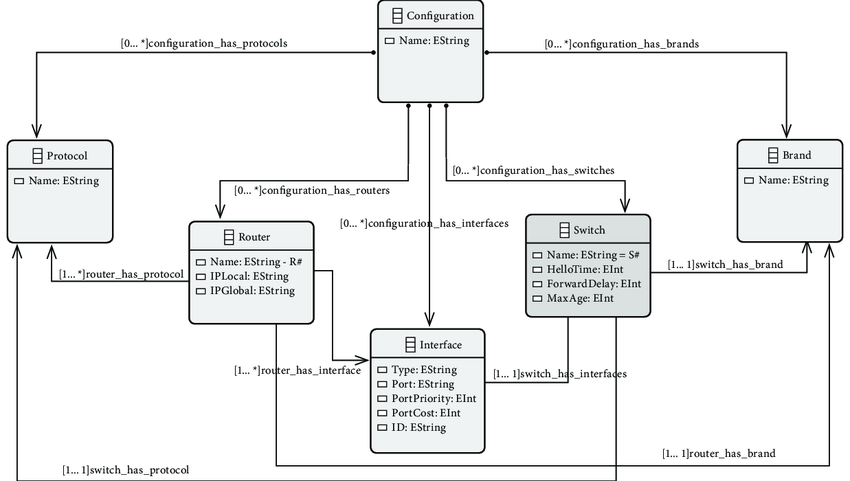 Configuration
Name: EString
[0... *]configuration_has_protocols
[0... *]configuration_has_brands
Protocol
Name: EString
Brand
Name: EString
[0... *]configuration_has_switches
[0... *]configuration_has_routers
[0... *]configuration_has_interfaces
Router
Name: EString - R#
IPLocal: EString
IPGlobal: EString
Switch
Name: EString = S#
HelloTime: EInt
ForwardDelay: EInt
MaxAge: EInt
[1... *]router_has_protocol
[1... 1]switch_has_brand
Interface
Type: EString
Port: EString
PortPriority: EInt
PortCost: EInt
ID: EString
[1... *]router_has_interface
[1... 1]switch_has_interfaces
[1... 1]router_has_brand
[1... 1]switch_has_protocol